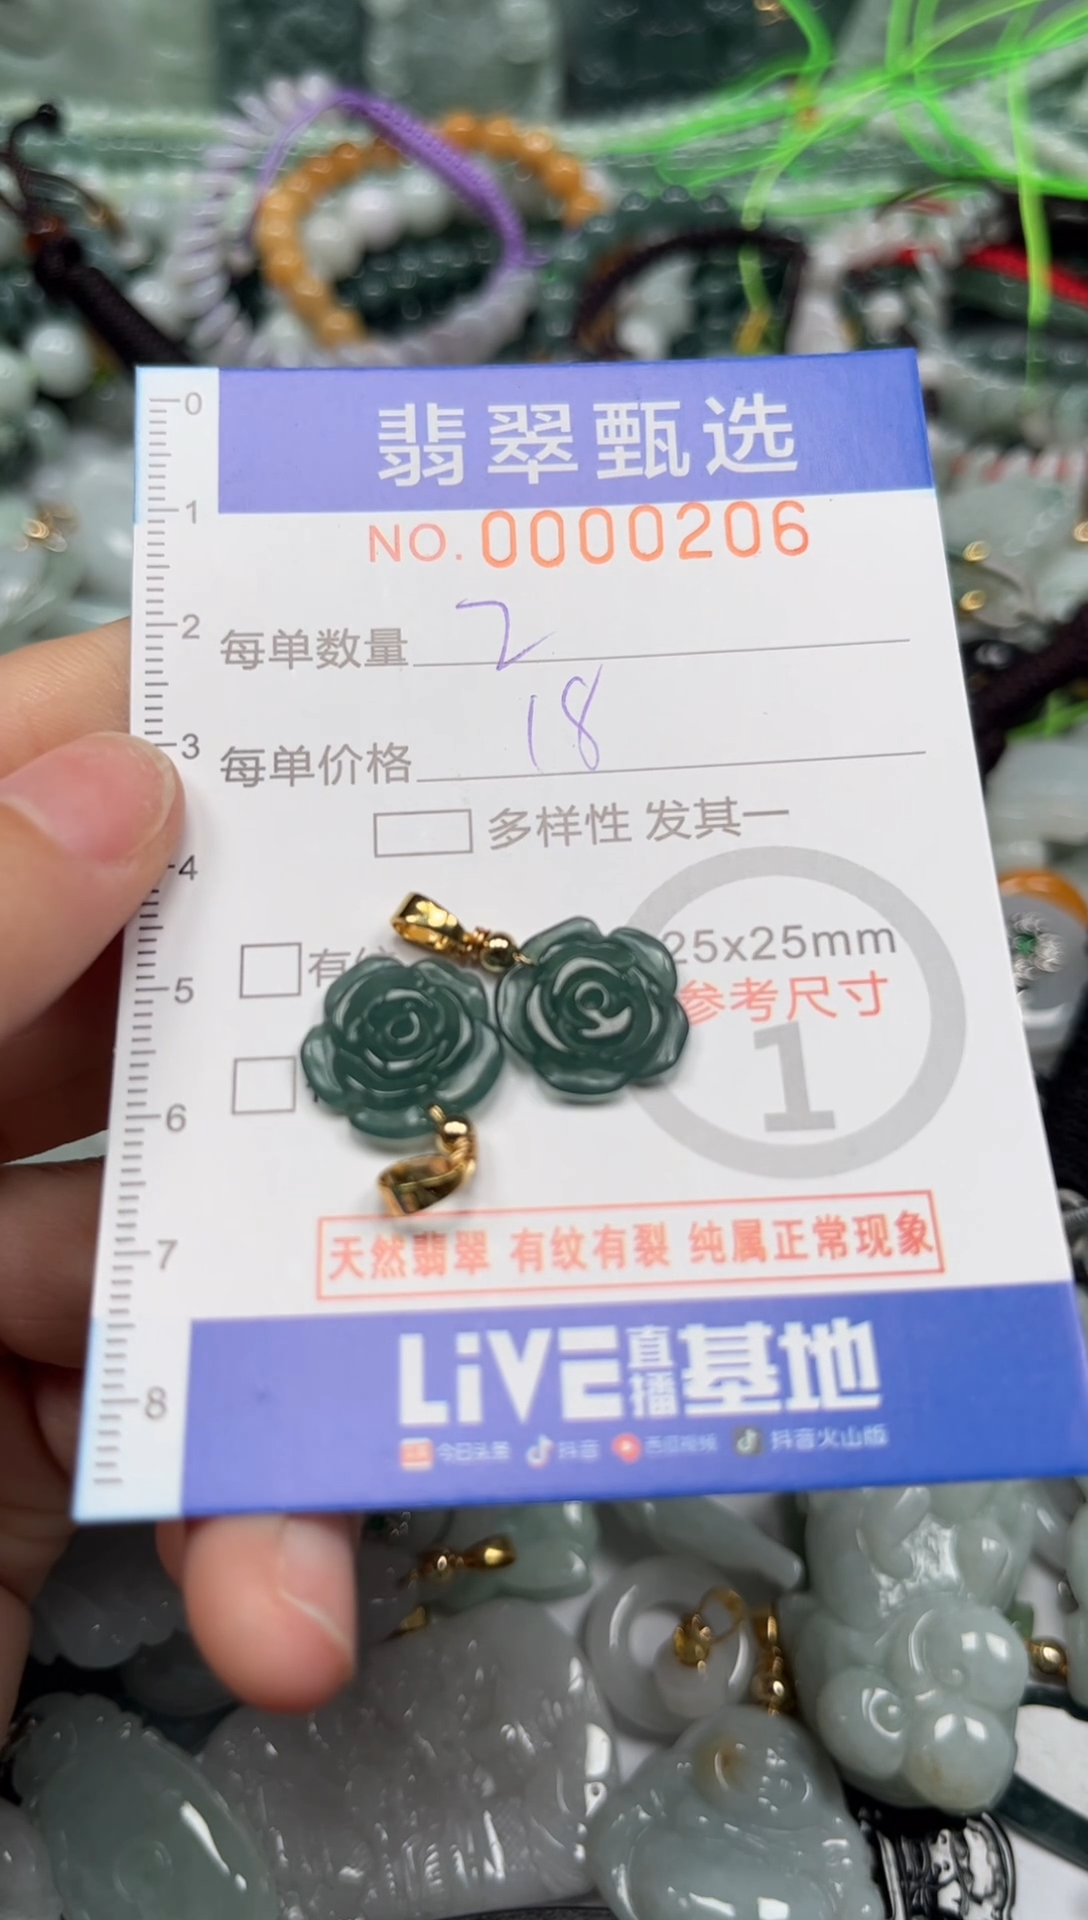 翡翠甄选
NO.0000206
每单数量 2
每单价格 18
多样性 发其一
有
25x25mm
参考尺寸
1
天然翡翠 有纹有裂 纯属正常现象
LiVE直播基地
今日头条 抖音 西瓜视频 抖音火山版
0
1
2
3
4
5
6
7
8